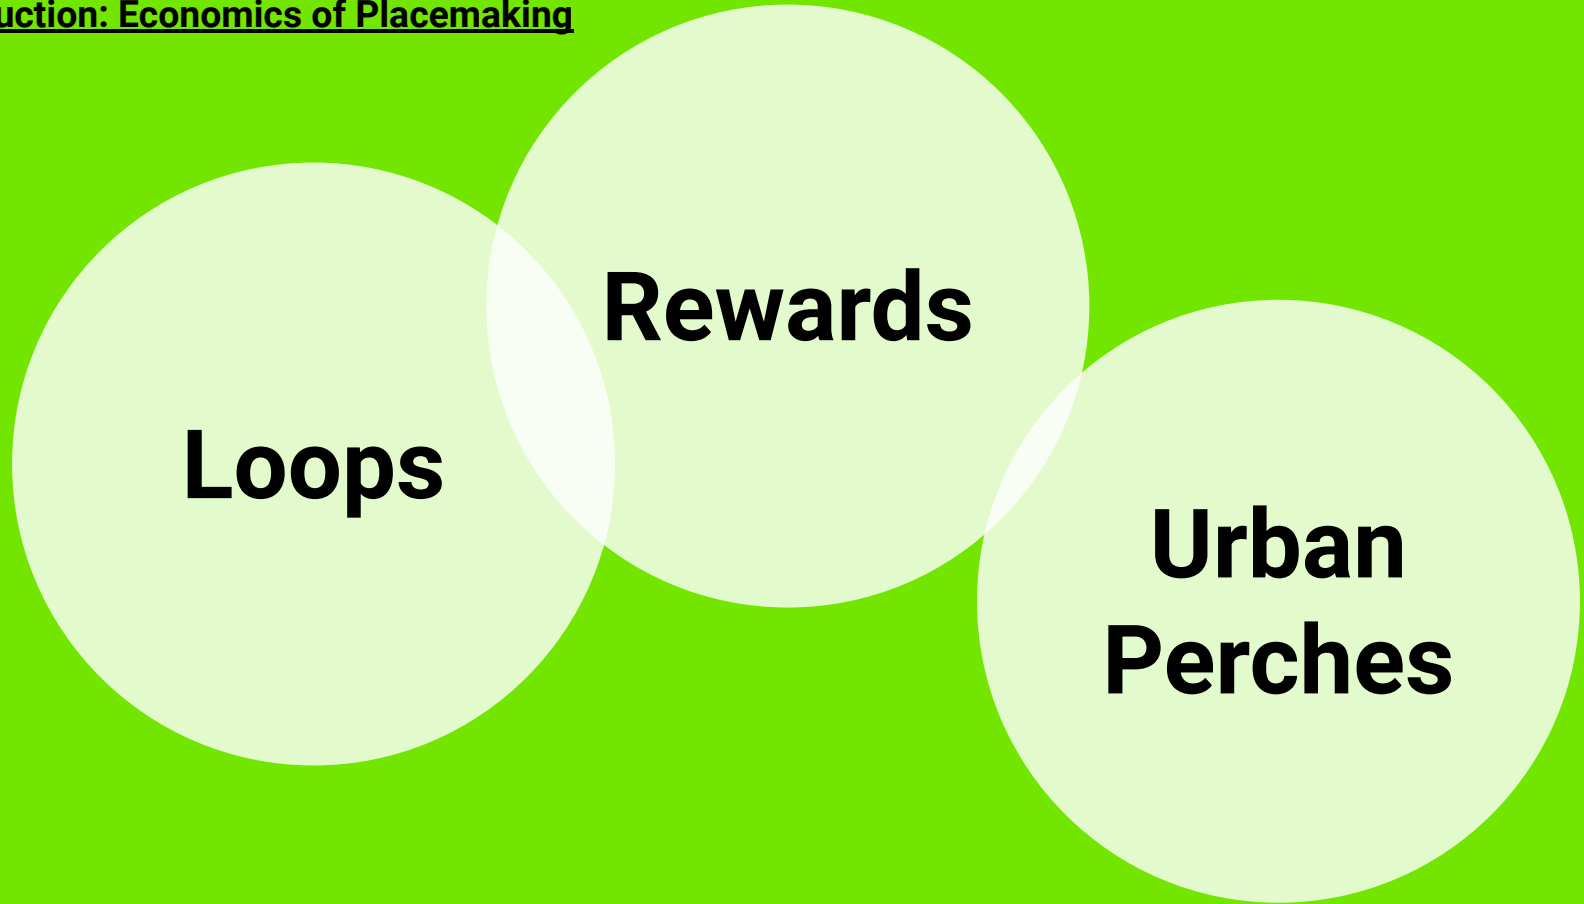 uction: Economics of Placemaking
Rewards
Loops
Urban
Perches